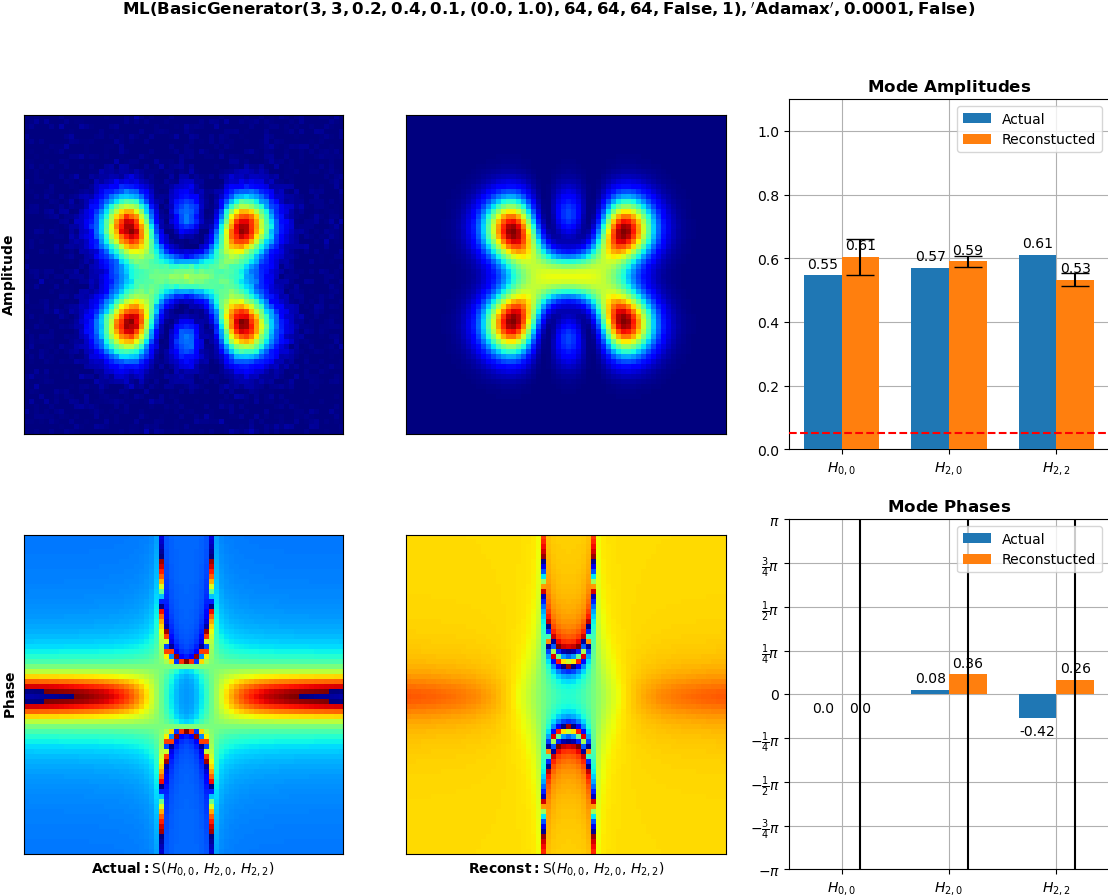 ML(BasicGenerator(3, 3, 0.2, 0.4, 0.1, (0.0, 1.0), 64, 64, 64, False, 1), 'Adamax', 0.0001, False)
Amplitude
Mode Amplitudes
Actual
Reconstucted
1.0
0.8
0.6
0.4
0.2
0.0
0.55
0.61
0.57
0.59
0.61
0.53
H0,0
H2,0
H2,2
Phase
Actual: S(H0,0, H2,0, H2,2)
Reconst: S(H0,0, H2,0, H2,2)
Mode Phases
Actual
Reconstucted
π
3/4π
1/2π
1/4π
0
−1/4π
−1/2π
−3/4π
−π
0.0
0.0
0.08
0.36
-0.42
0.26
H0,0
H2,0
H2,2